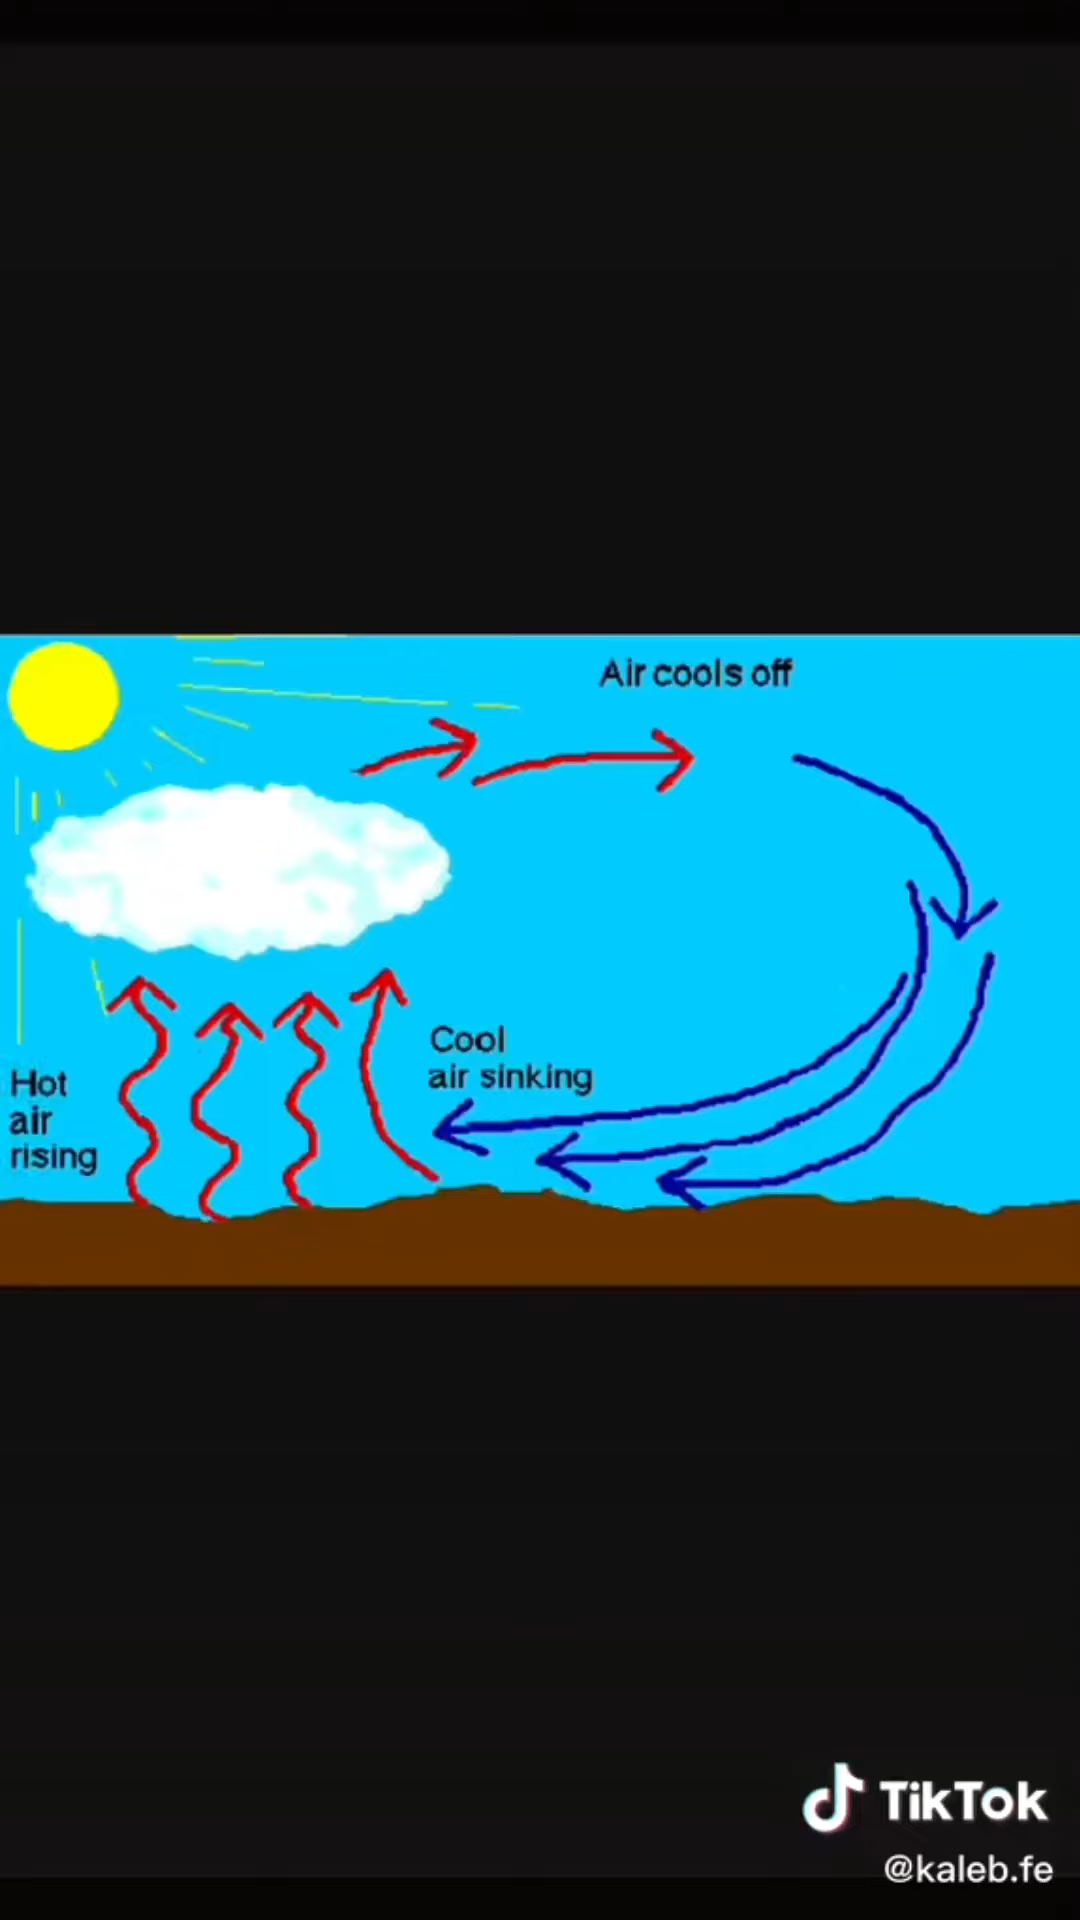 Air cools off
Cool
air sinking
Hot
air
rising
TikTok
@kaleb.fe